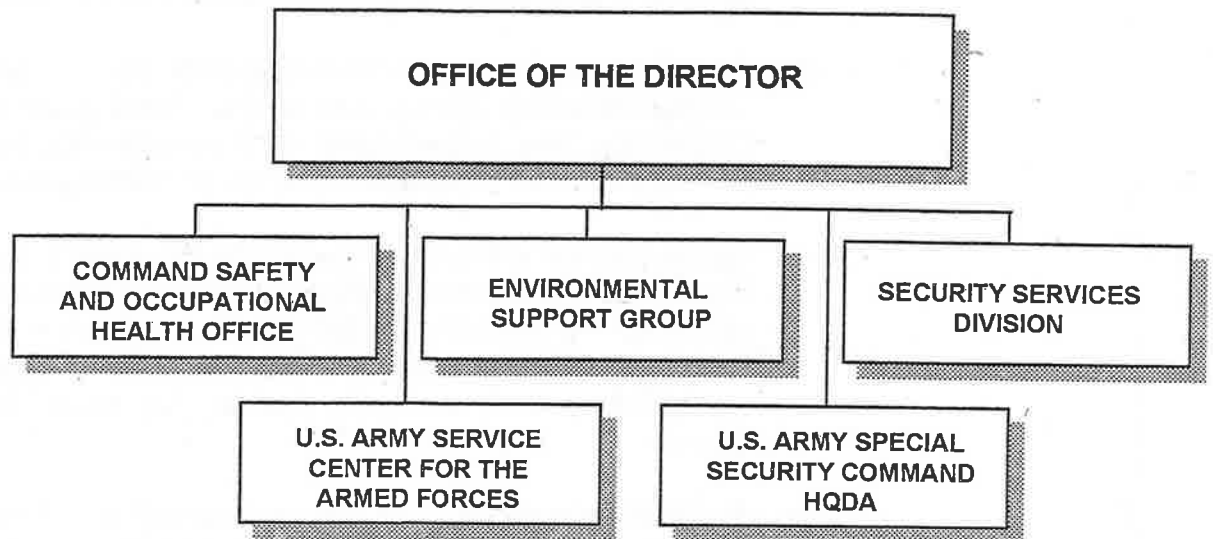 OFFICE OF THE DIRECTOR
COMMAND SAFETY
AND OCCUPATIONAL
HEALTH OFFICE
ENVIRONMENTAL
SUPPORT GROUP
SECURITY SERVICES
DIVISION
U.S. ARMY SERVICE
CENTER FOR THE
ARMED FORCES
U.S. ARMY SPECIAL
SECURITY COMMAND
HQDA